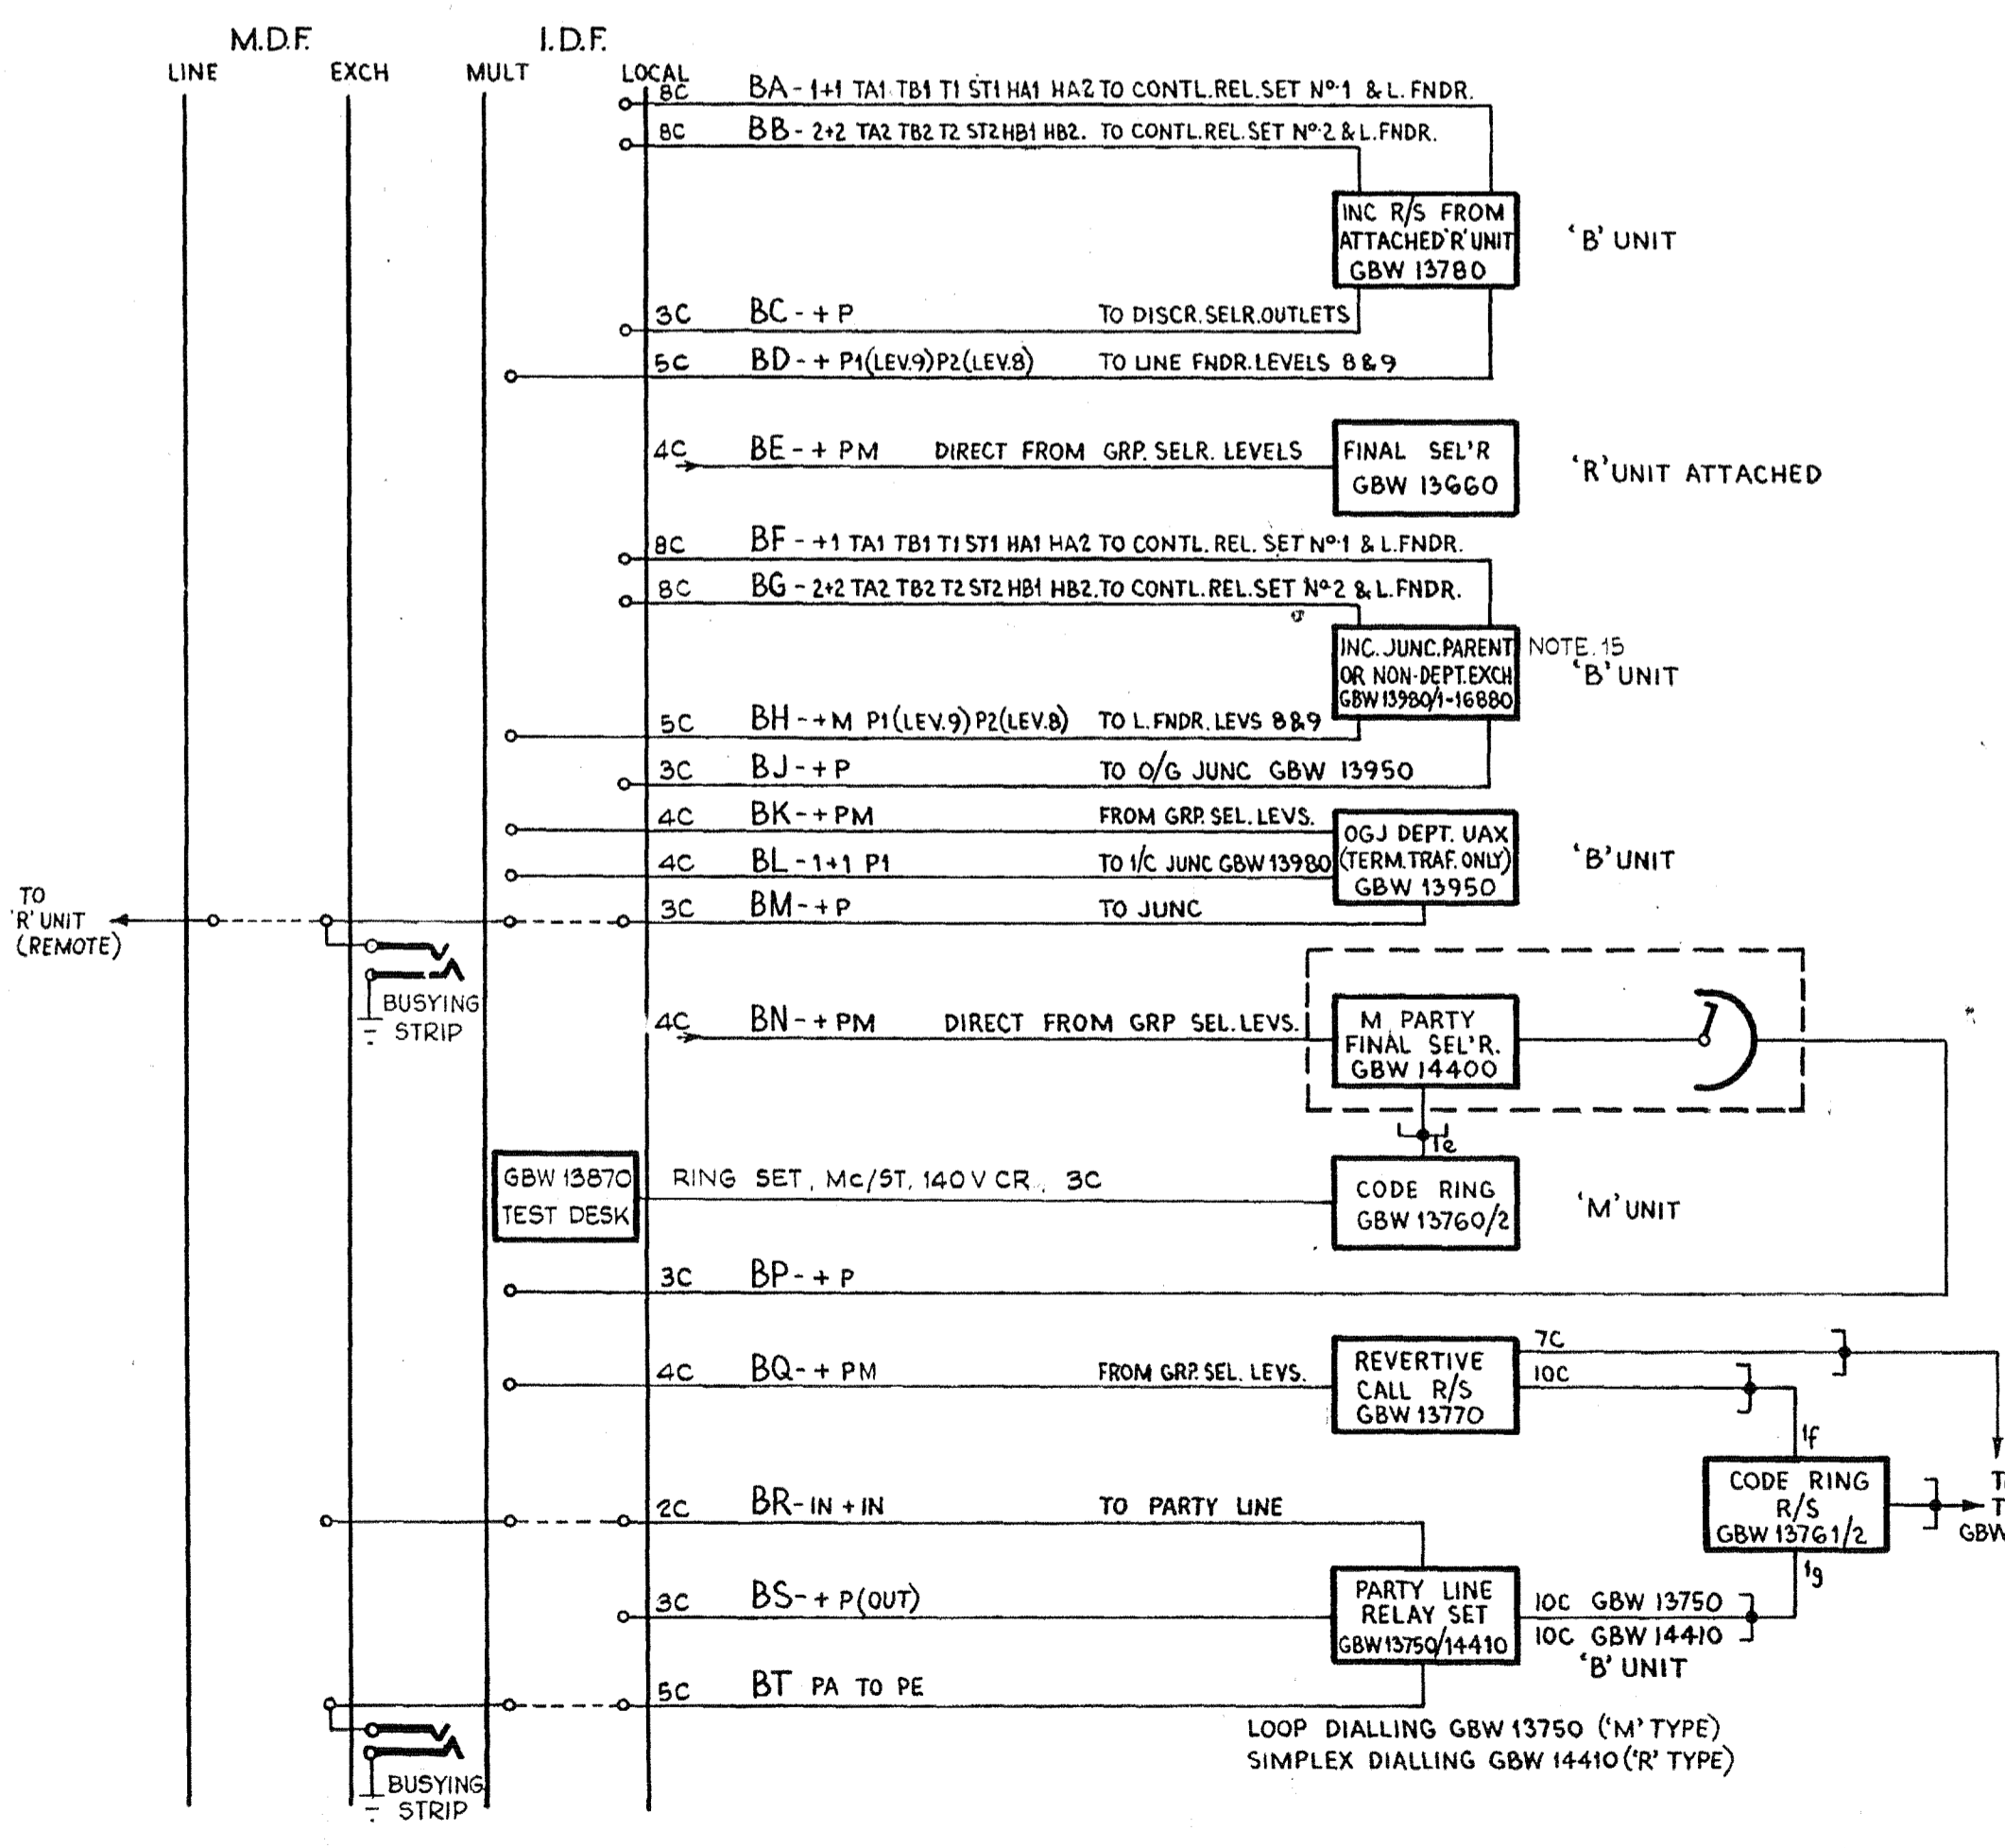 M.D.F. I.D.F.
LINE EXCH MULT LOCAL
8C BA - 1+1 TA1 TB1 T1 ST1 HA1 HA2 TO CONTL.REL.SET Nº1 & L. FNDR.
8C BB - 2+2 TA2 TB2 T2 ST2 HB1 HB2. TO CONTL.REL.SET Nº2 & L.FNDR.
INC R/S FROM
ATTACHED 'R' UNIT
GBW 13780
'B' UNIT
3C BC - + P TO DISCR.SELR.OUTLETS
5C BD - + P1(LEV.9) P2(LEV.8) TO LINE FNDR.LEVELS 8&9
4C BE - + PM DIRECT FROM GRP. SELR. LEVELS
FINAL SEL'R
GBW 13660
'R' UNIT ATTACHED
8C BF - +1 TA1 TB1 T1 ST1 HA1 HA2 TO CONTL. REL. SET Nº1 & L.FNDR.
8C BG - 2+2 TA2 TB2 T2 ST2 HB1 HB2.TO CONTL.REL.SET Nº2 & L.FNDR.
INC. JUNC.PARENT
OR NON-DEPT.EXCH
GBW 13980/1-16880
NOTE. 15
'B' UNIT
5C BH - + M P1(LEV.9) P2(LEV.8) TO L.FNDR. LEVS 8&9
3C BJ - + P TO O/G JUNC GBW 13950
4C BK - + PM FROM GRP. SEL. LEVS.
4C BL - 1+1 P1 TO I/C JUNC GBW 13980
OGJ DEPT. UAX
(TERM.TRAF. ONLY)
GBW 13950
'B' UNIT
3C BM - + P TO JUNC
TO
'R' UNIT
(REMOTE)
BUSYING
STRIP
4C BN - + PM DIRECT FROM GRP SEL.LEVS.
M PARTY
FINAL SEL'R.
GBW 14400
Te
GBW 13870
TEST DESK
RING SET, Mc/ST, 140 V CR, 3C
CODE RING
GBW 13760/2
'M' UNIT
3C BP - + P
4C BQ - + PM FROM GRP. SEL. LEVS.
REVERTIVE
CALL R/S
GBW 13770
7C
10C
1f
CODE RING
R/S
GBW 13761/2
GBW
1g
2C BR - IN + IN TO PARTY LINE
3C BS - + P (OUT)
PARTY LINE
RELAY SET
GBW 13750/14410
10C GBW 13750
10C GBW 14410
'B' UNIT
5C BT PA TO PE
BUSYING
STRIP
LOOP DIALLING GBW 13750 ('M' TYPE)
SIMPLEX DIALLING GBW 14410 ('R' TYPE)